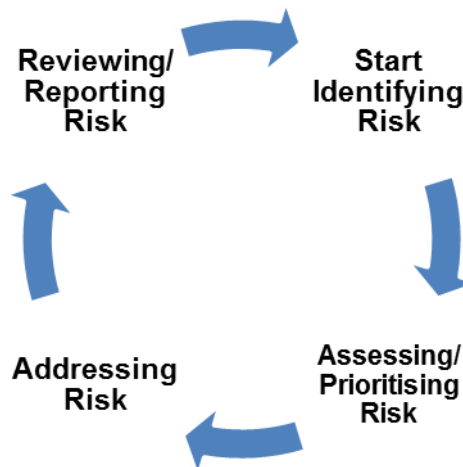 Reviewing/
Reporting
Risk
Start
Identifying
Risk
Assessing/
Prioritising
Risk
Addressing
Risk